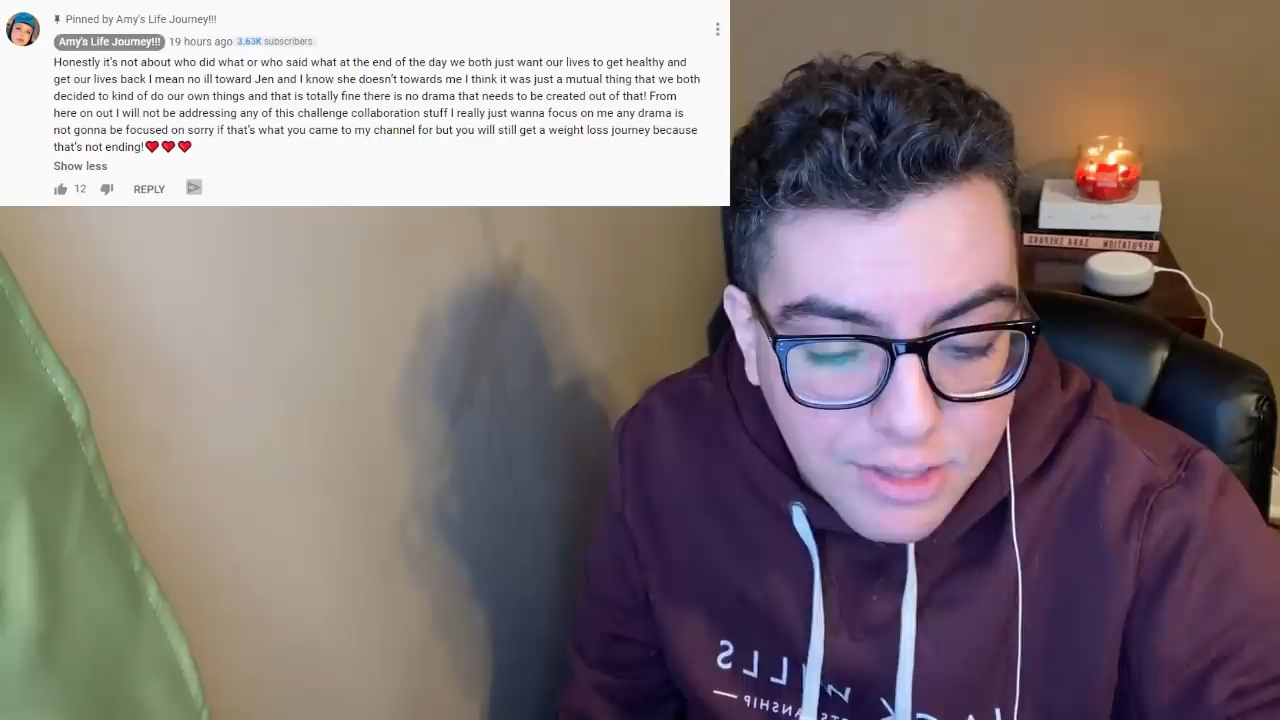 Pinned by Amy's Life Journey!!!
Amy's Life Journey!!! 19 hours ago 3.63K subscribers
Honestly it's not about who did what or who said what at the end of the day we both just want our lives to get healthy and
get our lives back I mean no ill toward Jen and I know she doesn't towards me I think it was just a mutual thing that we both
decided to kind of do our own things and that is totally fine there is no drama that needs to be created out of that! From
here on out I will not be addressing any of this challenge collaboration stuff I really just wanna focus on me any drama is
not gonna be focused on sorry if that's what you came to my channel for but you will still get a weight loss journey because
that's not ending!❤️❤️❤️
Show less
12 REPLY
SARA SHEPARD REPUTATION
WILLS